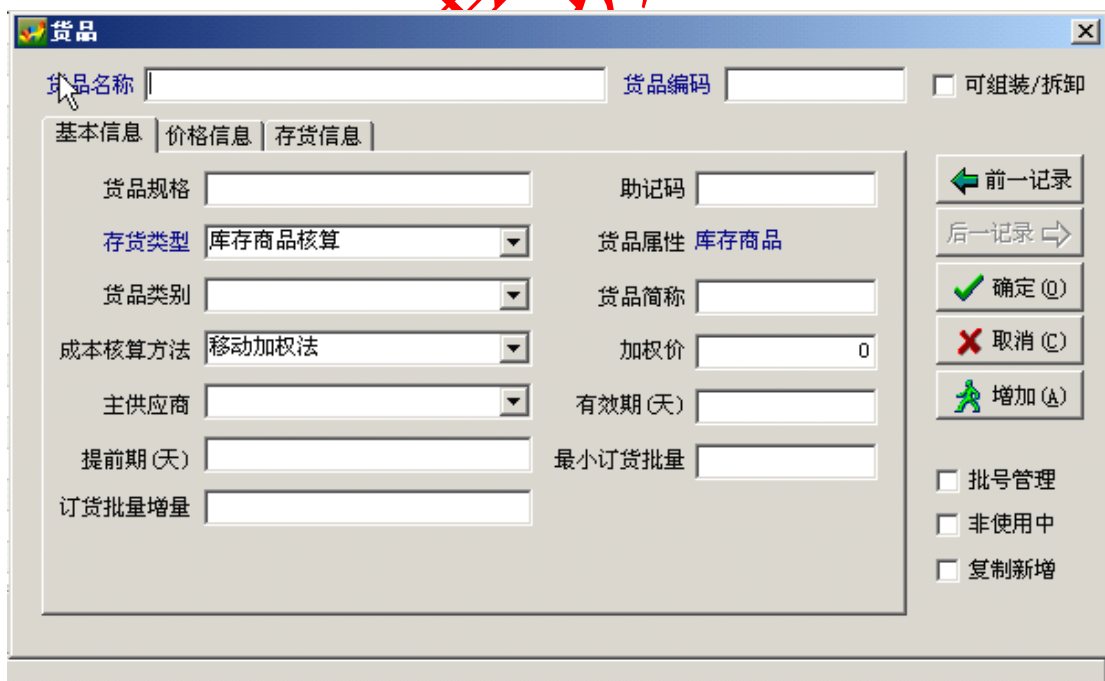 货品
货品名称 货品编码 可组装/拆卸
基本信息 价格信息 存货信息
货品规格 助记码 前一记录
存货类型 库存商品核算 货品属性 库存商品 后一记录
货品类别 货品简称 确定(O)
成本核算方法 移动加权法 加权价 0 取消(C)
主供应商 有效期(天) 增加(A)
提前期(天) 最小订货批量 批号管理
订货批量增量 非使用中
复制新增